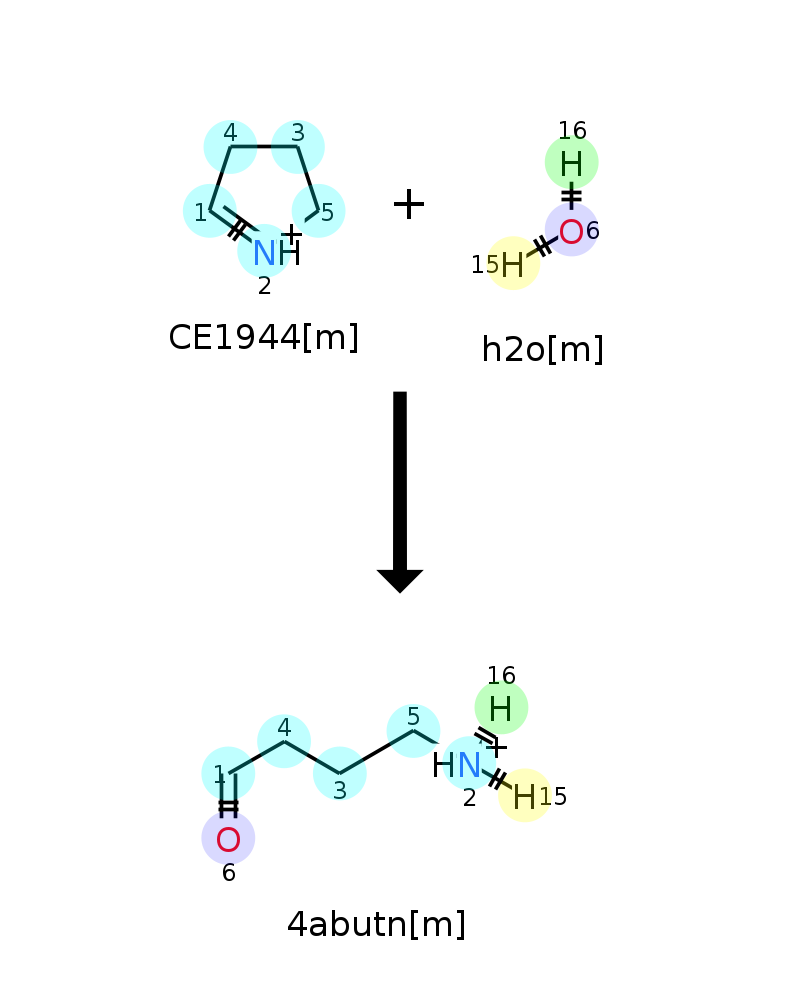 4 3 16
H
1 5 + O 6
+
NH 15 H
2
CE1944[m] h2o[m]
16
H
4 5
1 3 HN +
2 H 15
O
6
4abutn[m]